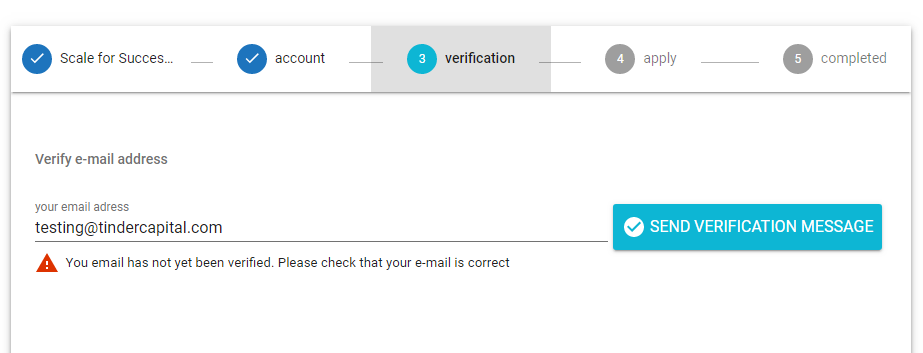 Scale for Succes...
account
3 verification
4 apply
5 completed
Verify e-mail address
your email adress
testing@tindercapital.com
SEND VERIFICATION MESSAGE
You email has not yet been verified. Please check that your e-mail is correct